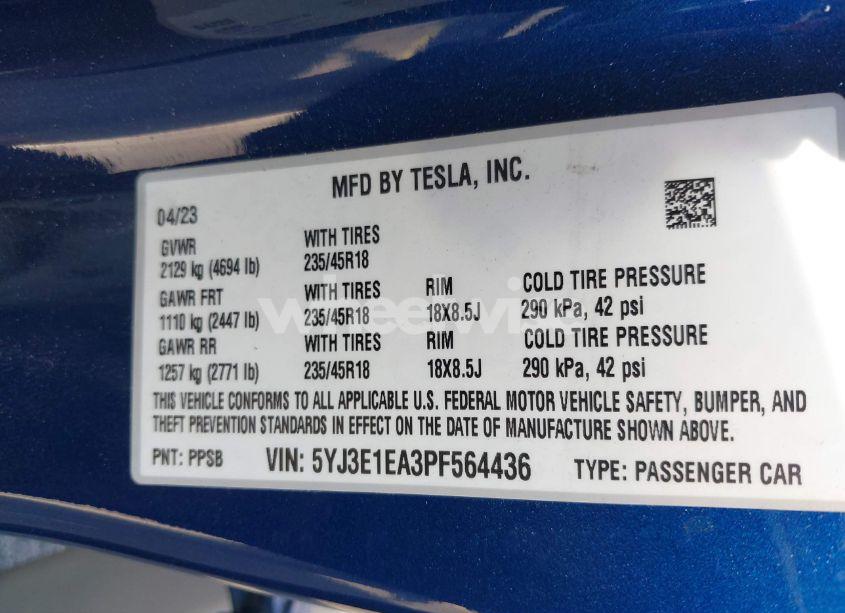 MFD BY TESLA, INC.
04/23
GVWR WITH TIRES
2129 kg (4694 lb) 235/45R18
GAWR FRT WITH TIRES RIM COLD TIRE PRESSURE
1110 kg (2447 lb) 235/45R18 18X8.5J 290 kPa, 42 psi
GAWR RR WITH TIRES RIM COLD TIRE PRESSURE
1257 kg (2771 lb) 235/45R18 18X8.5J 290 kPa, 42 psi
THIS VEHICLE CONFORMS TO ALL APPLICABLE U.S. FEDERAL MOTOR VEHICLE SAFETY, BUMPER, AND
THEFT PREVENTION STANDARDS IN EFFECT ON THE DATE OF MANUFACTURE SHOWN ABOVE.
PNT: PPSB VIN: 5YJ3E1EA3PF564436 TYPE: PASSENGER CAR